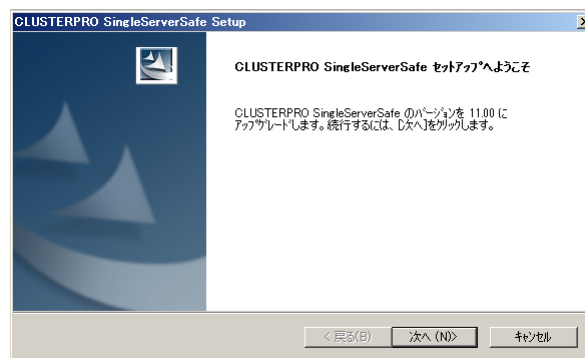 CLUSTERPRO SingleServerSafe Setup
CLUSTERPRO SingleServerSafe ｾｯﾄｱｯﾌﾟへようこそ
CLUSTERPRO SingleServerSafe のﾊﾞｰｼﾞｮﾝを 11.00 に
ｱｯﾌﾟｸﾞﾚｰﾄﾞします。続行するには、[次へ]をｸﾘｯｸします。
< 戻る(B)
次へ (N)>
ｷｬﾝｾﾙ